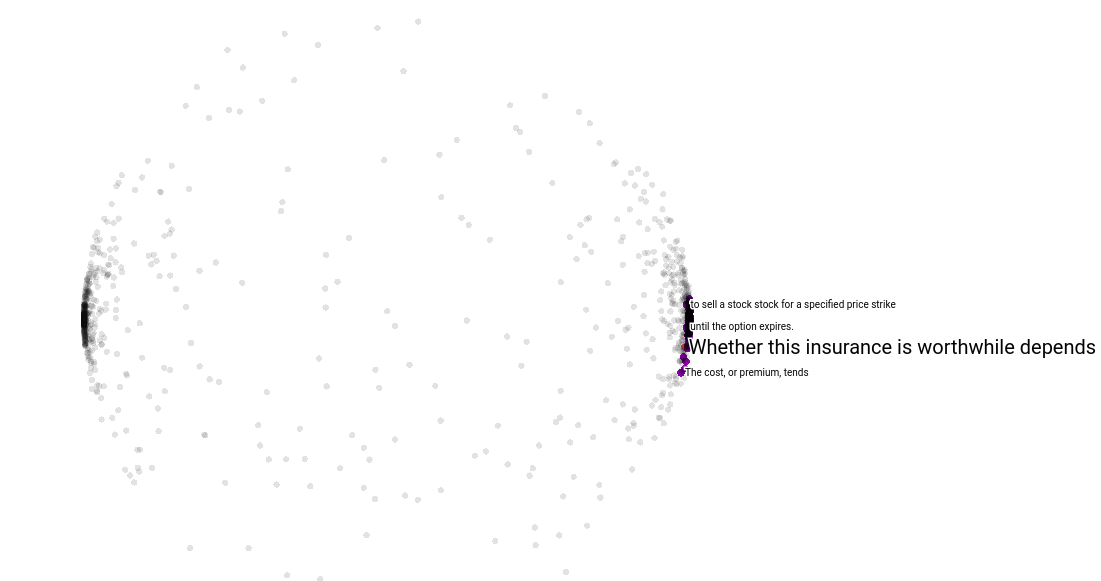 to sell a stock stock for a specified price strike
until the option expires.
Whether this insurance is worthwhile depends
The cost, or premium, tends